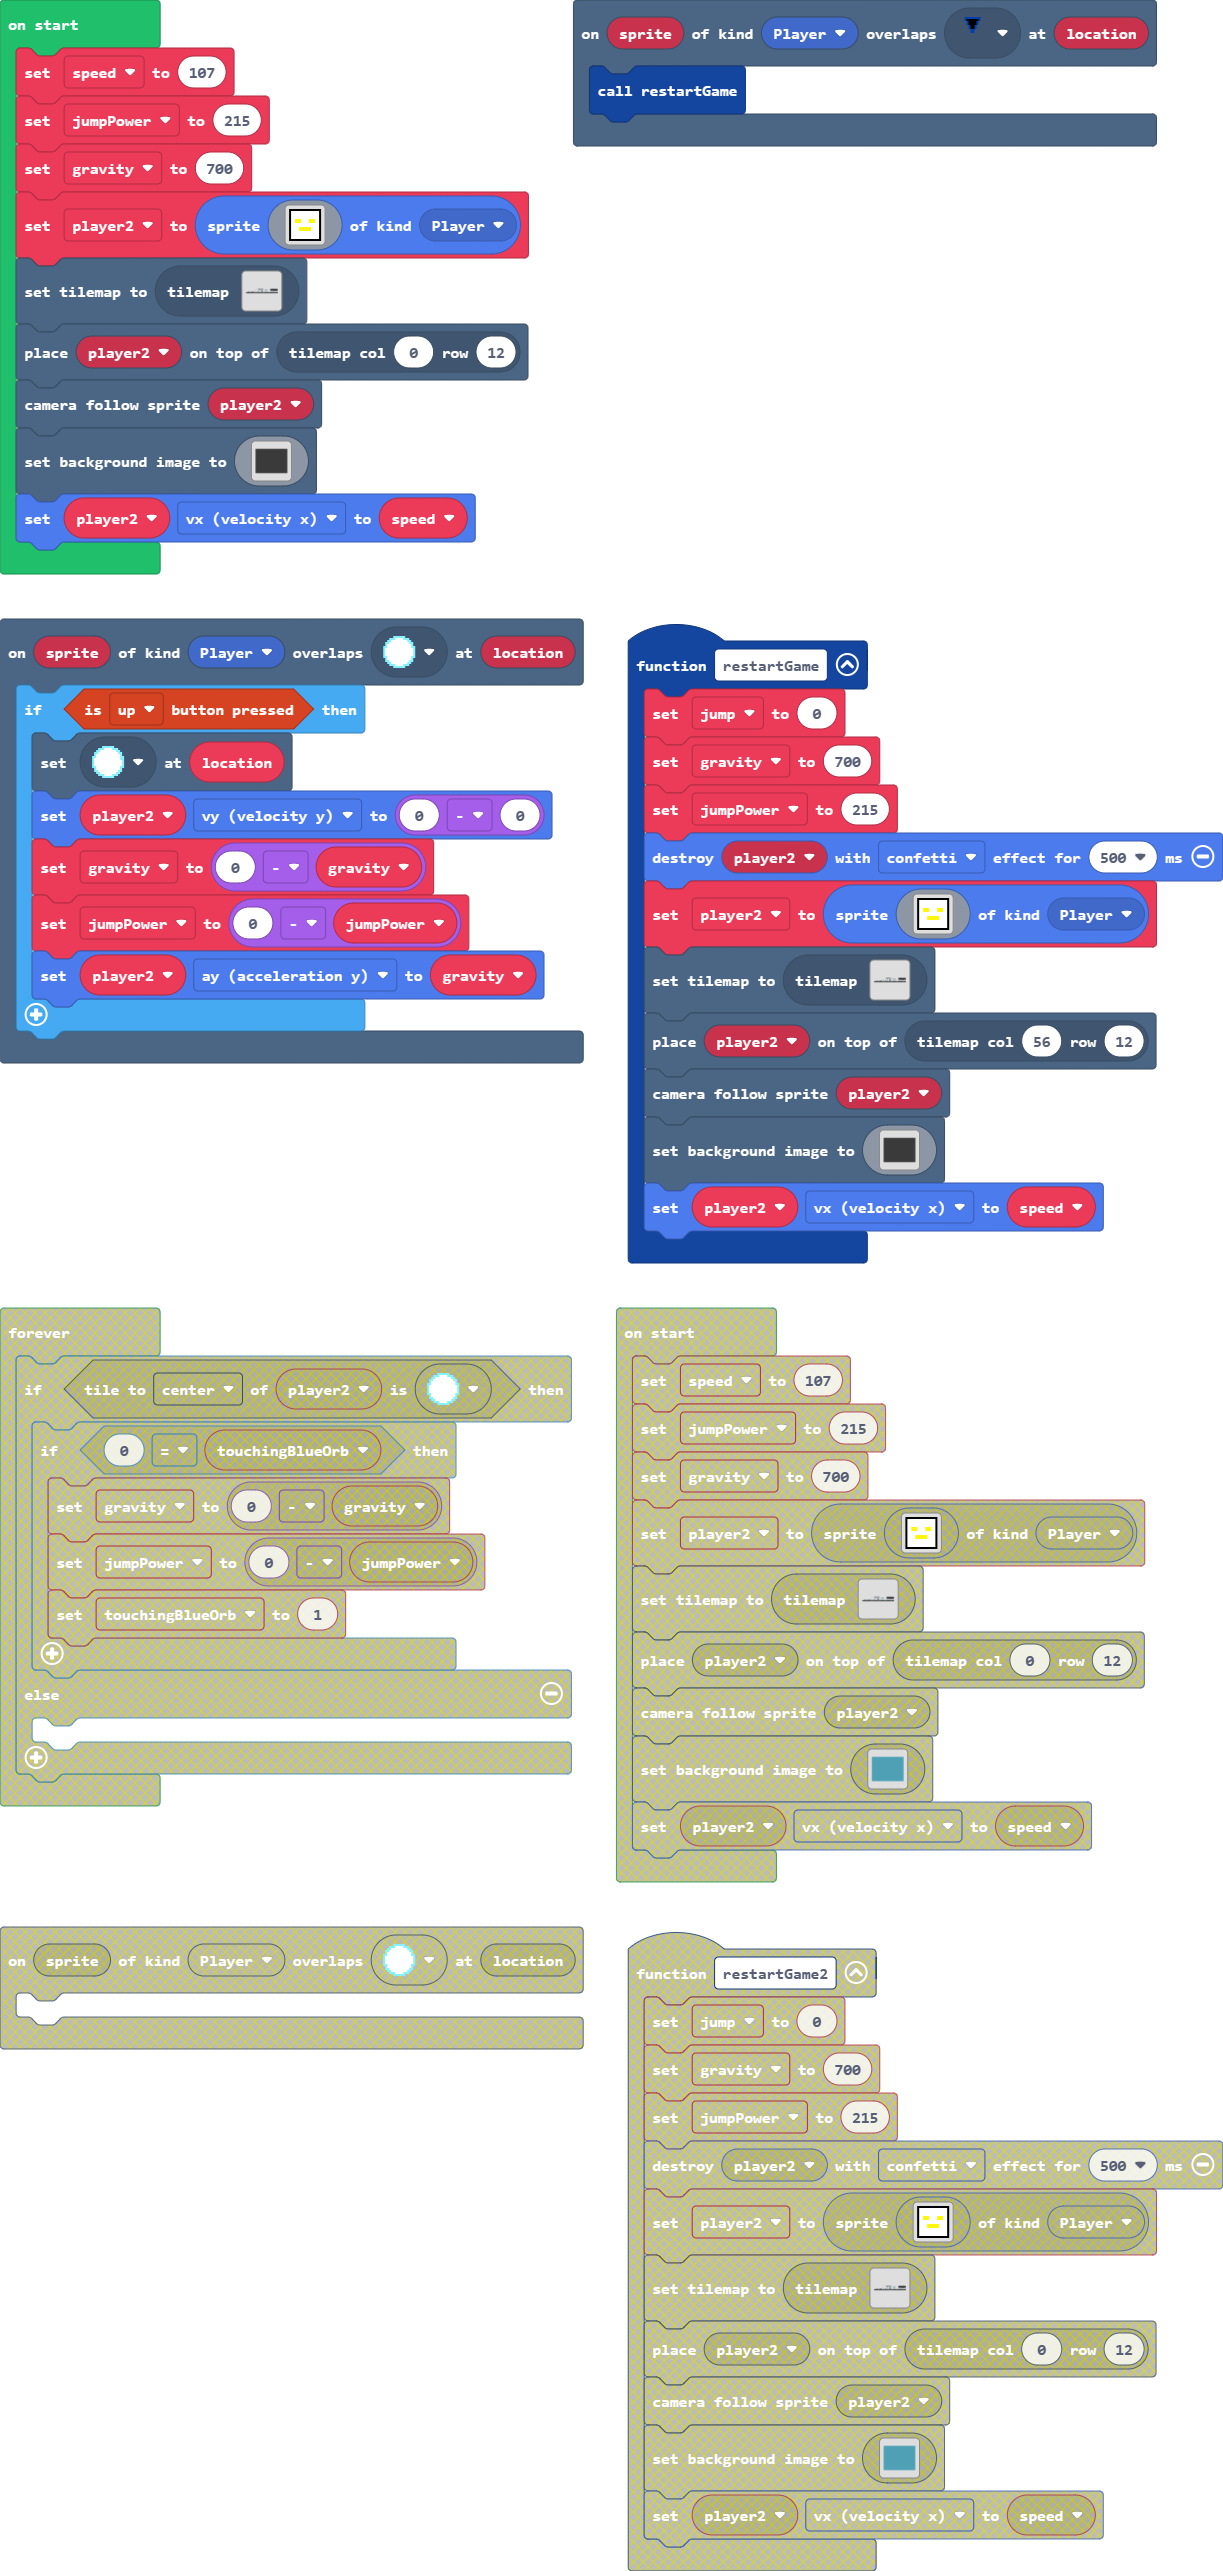 on start
set speed to 107
set jumpPower to 215
set gravity to 700
set player2 to sprite of kind Player
set tilemap to tilemap
place player2 on top of tilemap col 0 row 12
camera follow sprite player2
set background image to
set player2 vx (velocity x) to speed
on sprite of kind Player overlaps at location
call restartGame
on sprite of kind Player overlaps at location
if is up button pressed then
set at location
set player2 vy (velocity y) to 0 - 0
set gravity to 0 - gravity
set jumpPower to 0 - jumpPower
set player2 ay (acceleration y) to gravity
function restartGame
set jump to 0
set gravity to 700
set jumpPower to 215
destroy player2 with confetti effect for 500 ms
set player2 to sprite of kind Player
set tilemap to tilemap
place player2 on top of tilemap col 56 row 12
camera follow sprite player2
set background image to
set player2 vx (velocity x) to speed
forever
if tile to center of player2 is then
if 0 = touchingBlueOrb then
set gravity to 0 - gravity
set jumpPower to 0 - jumpPower
set touchingBlueOrb to 1
else
on start
set speed to 107
set jumpPower to 215
set gravity to 700
set player2 to sprite of kind Player
set tilemap to tilemap
place player2 on top of tilemap col 0 row 12
camera follow sprite player2
set background image to
set player2 vx (velocity x) to speed
on sprite of kind Player overlaps at location
function restartGame2
set jump to 0
set gravity to 700
set jumpPower to 215
destroy player2 with confetti effect for 500 ms
set player2 to sprite of kind Player
set tilemap to tilemap
place player2 on top of tilemap col 0 row 12
camera follow sprite player2
set background image to
set player2 vx (velocity x) to speed